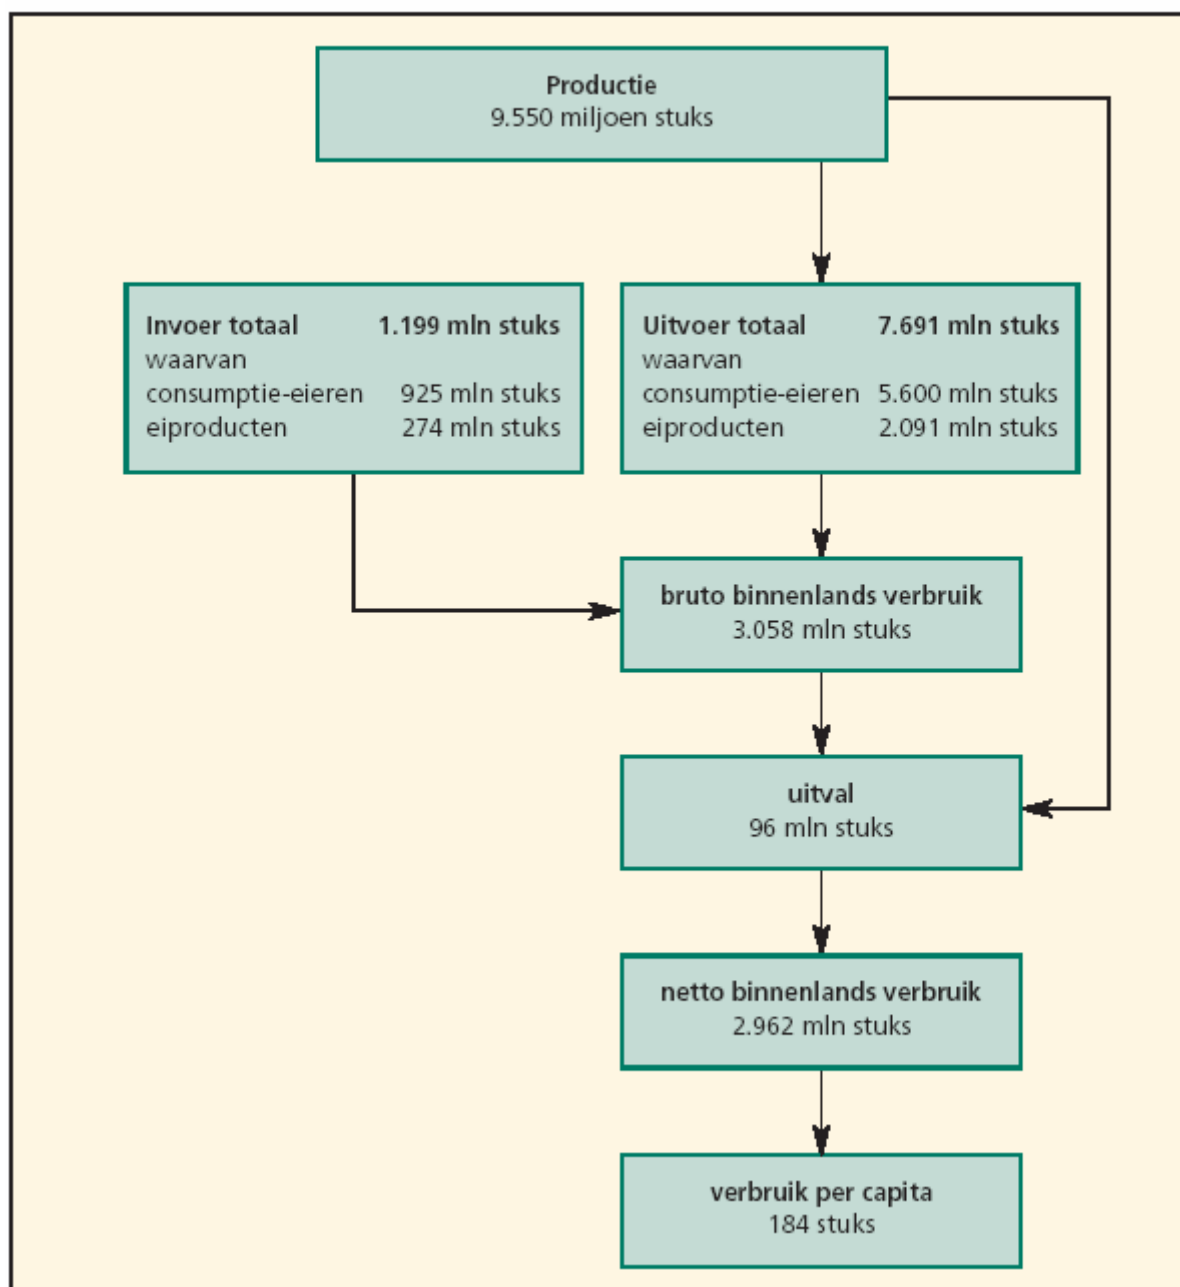 Productie
9.550 miljoen stuks
Invoer totaal 1.199 mln stuks
waarvan
consumptie-eieren 925 mln stuks
eiproducten 274 mln stuks
Uitvoer totaal 7.691 mln stuks
waarvan
consumptie-eieren 5.600 mln stuks
eiproducten 2.091 mln stuks
bruto binnenlands verbruik
3.058 mln stuks
uitval
96 mln stuks
netto binnenlands verbruik
2.962 mln stuks
verbruik per capita
184 stuks